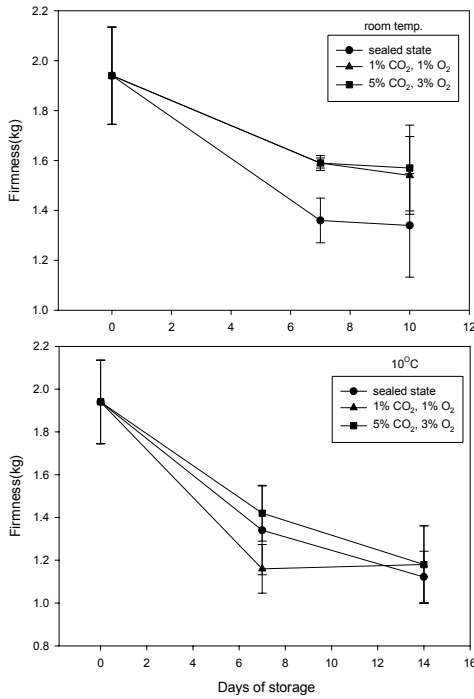 room temp.
sealed state
1% CO₂, 1% O₂
5% CO₂, 3% O₂
Firmness(kg)
2.2
2.0
1.8
1.6
1.4
1.2
1.0
0 2 4 6 8 10 12
10⁰C
sealed state
1% CO₂, 1% O₂
5% CO₂, 3% O₂
Firmness(kg)
2.2
2.0
1.8
1.6
1.4
1.2
1.0
0.8
0 2 4 6 8 10 12 14 16
Days of storage